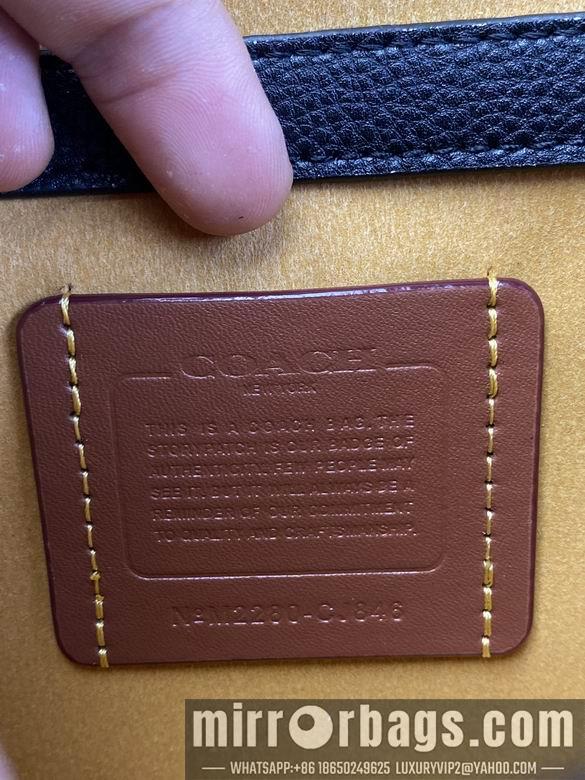 COACH
NEW YORK
THIS IS A COACH BAG. THE
STORY PATCH IS OUR BADGE OF
AUTHENTICITY. FEW PEOPLE MAY
SEE IT, BUT IT WILL ALWAYS BE A
REMINDER OF OUR COMMITMENT
TO QUALITY AND CRAFTSMANSHIP.
Nº M2280-CJ846
mirrorbags.com
WHATSAPP:+86 18650249625 LUXURYVIP2@YAHOO.COM